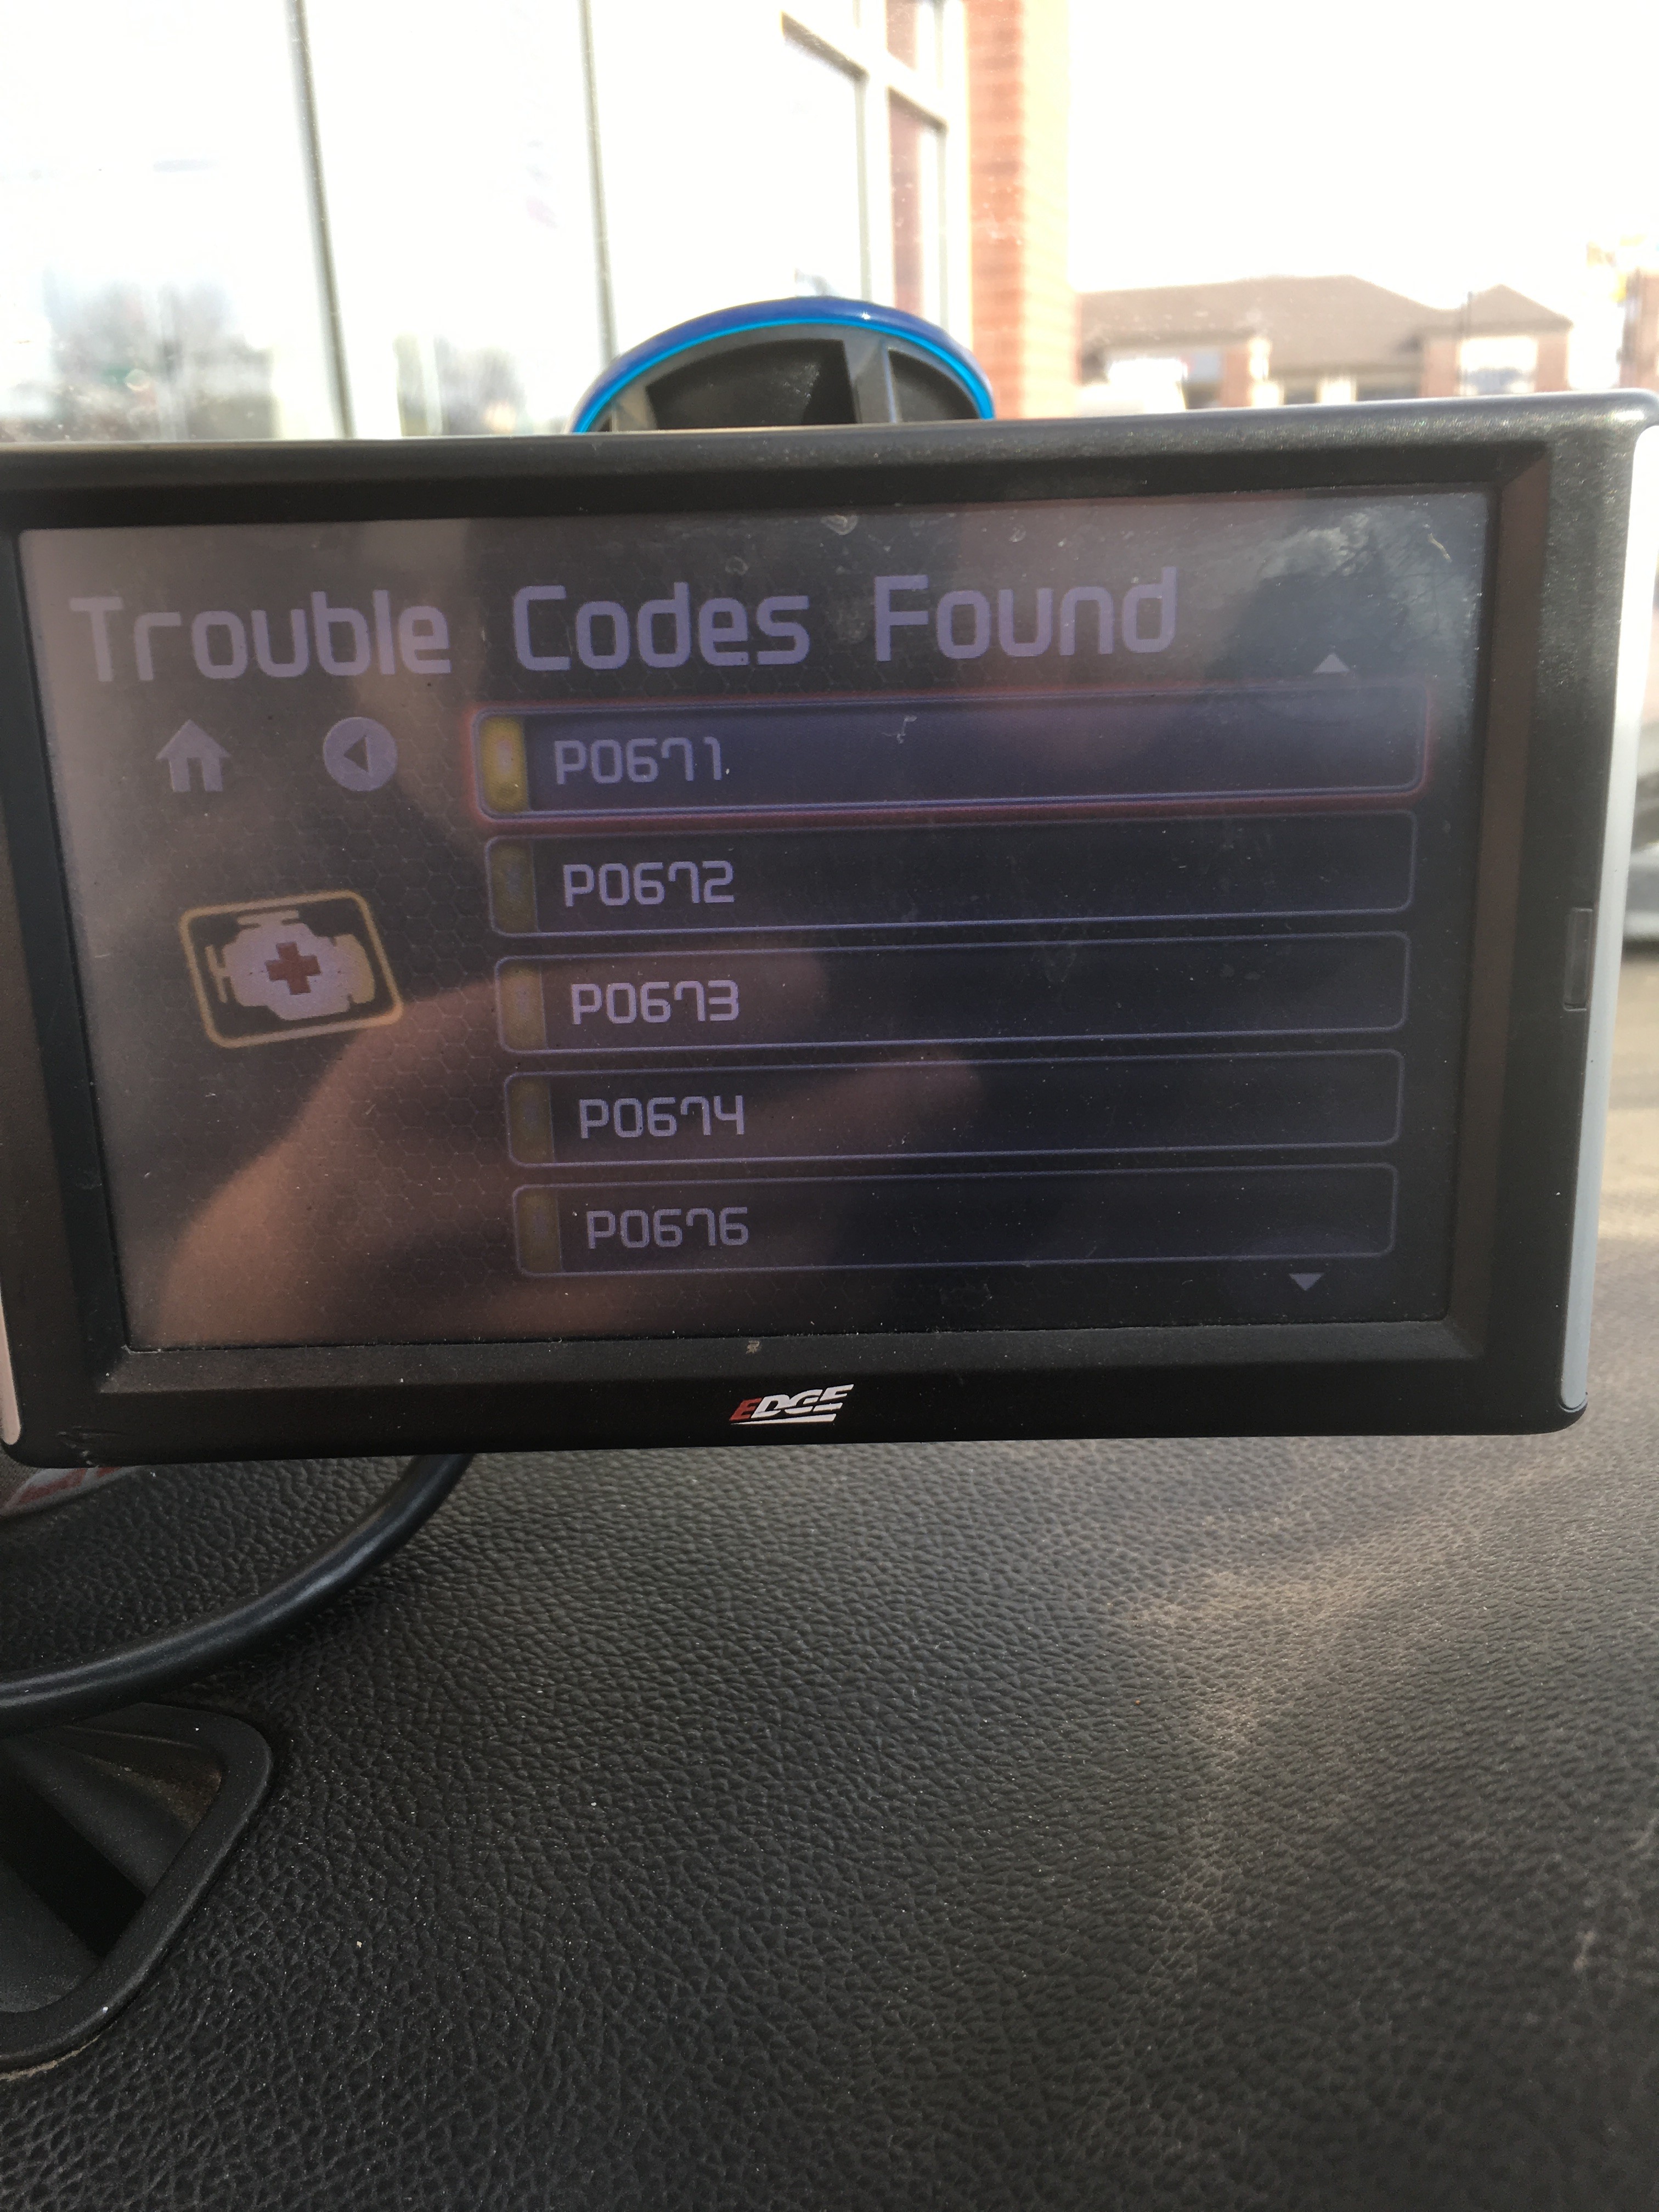 Trouble Codes Found
P0671
P0672
P0673
P0674
P0676
EDGE